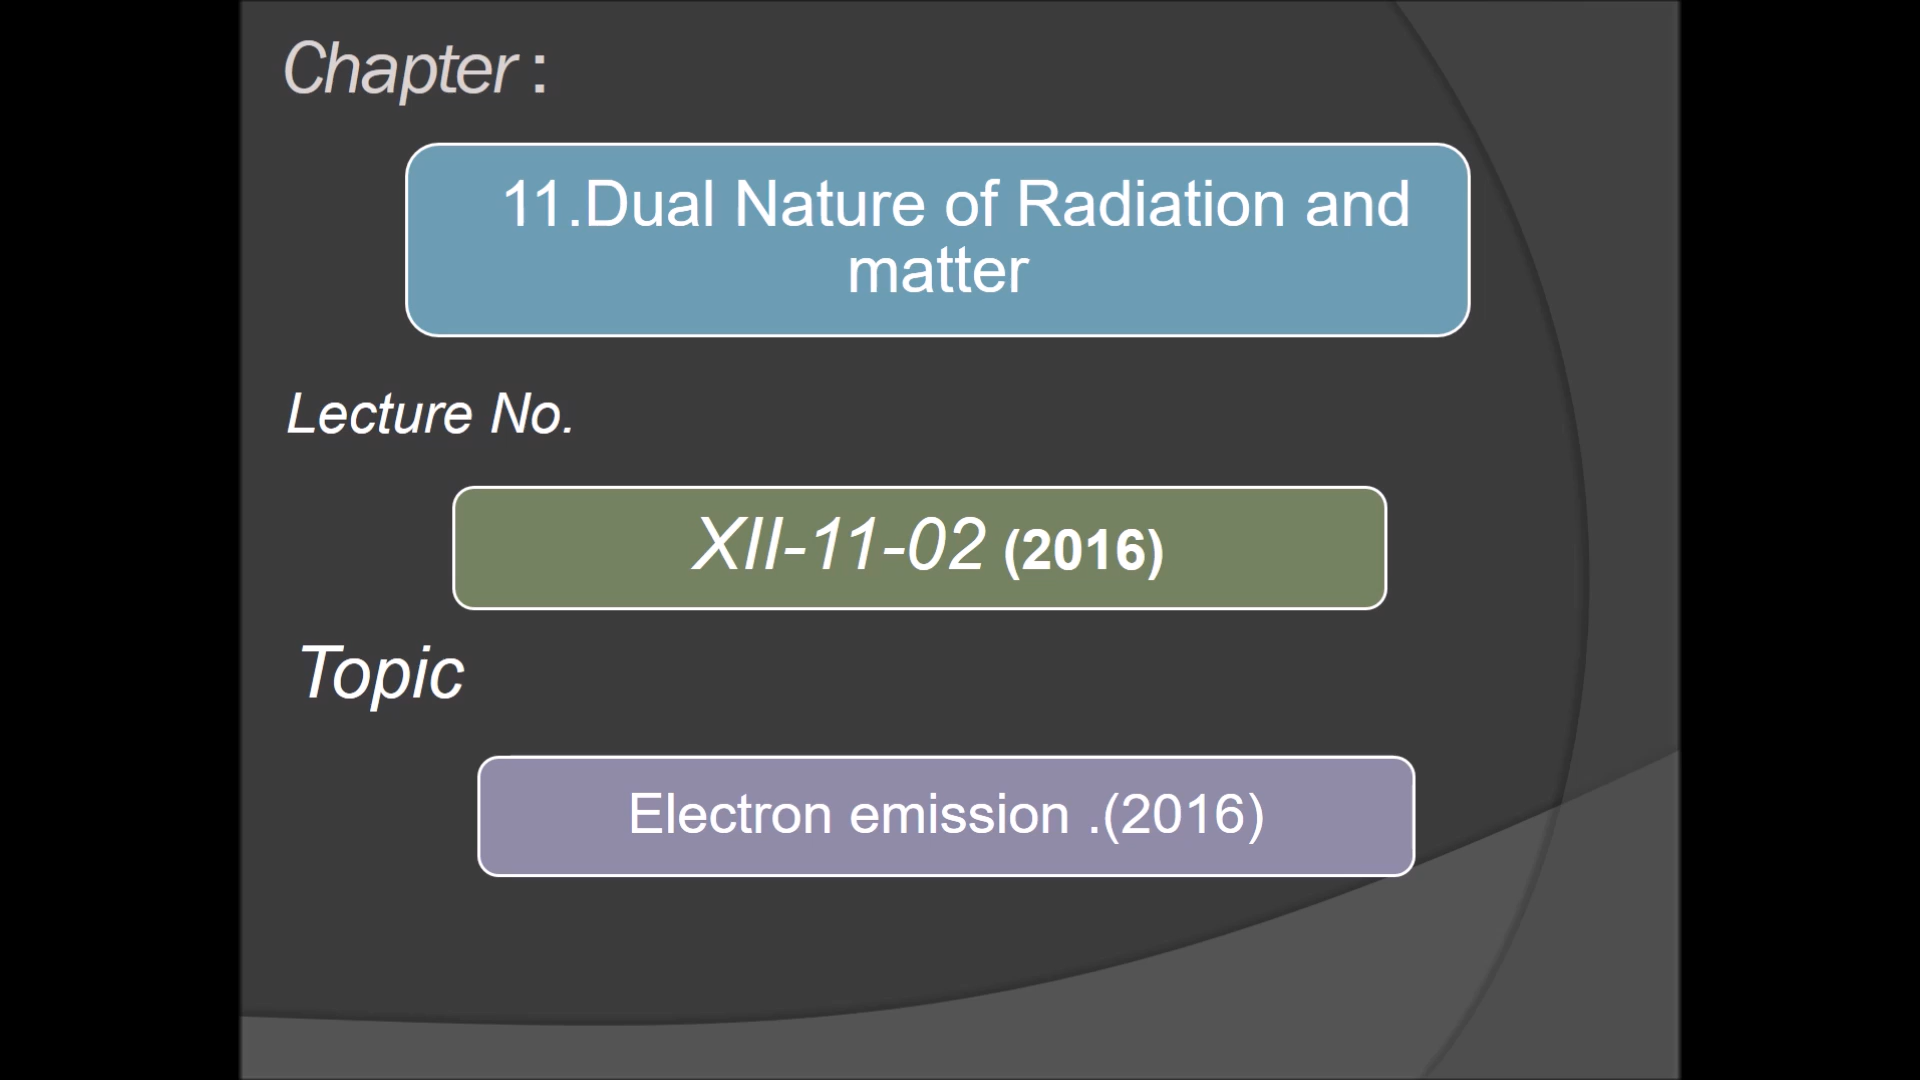 Chapter :
11.Dual Nature of Radiation and
matter
Lecture No.
XII-11-02 (2016)
Topic
Electron emission .(2016)